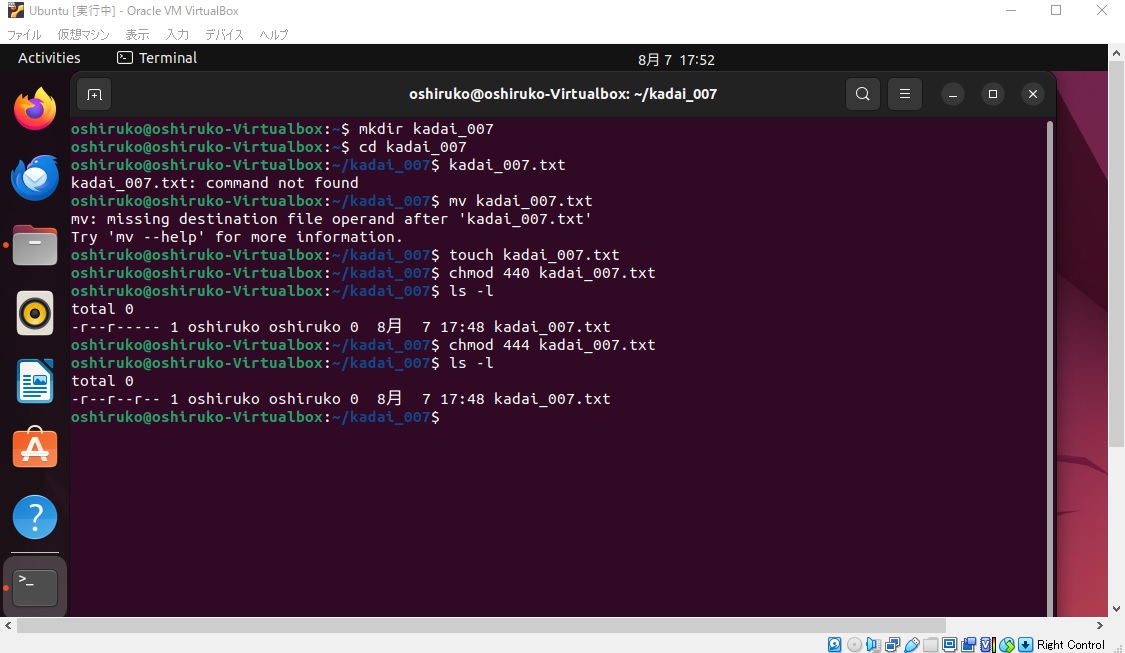 Ubuntu [実行中] - Oracle VM VirtualBox
ファイル 仮想マシン 表示 入力 デバイス ヘルプ
Activities Terminal 8月 7 17:52
oshiruko@oshiruko-Virtualbox: ~/kadai_007
oshiruko@oshiruko-Virtualbox:~$ mkdir kadai_007
oshiruko@oshiruko-Virtualbox:~$ cd kadai_007
oshiruko@oshiruko-Virtualbox:~/kadai_007$ kadai_007.txt
kadai_007.txt: command not found
oshiruko@oshiruko-Virtualbox:~/kadai_007$ mv kadai_007.txt
mv: missing destination file operand after 'kadai_007.txt'
Try 'mv --help' for more information.
oshiruko@oshiruko-Virtualbox:~/kadai_007$ touch kadai_007.txt
oshiruko@oshiruko-Virtualbox:~/kadai_007$ chmod 440 kadai_007.txt
oshiruko@oshiruko-Virtualbox:~/kadai_007$ ls -l
total 0
-r--r----- 1 oshiruko oshiruko 0  8月  7 17:48 kadai_007.txt
oshiruko@oshiruko-Virtualbox:~/kadai_007$ chmod 444 kadai_007.txt
oshiruko@oshiruko-Virtualbox:~/kadai_007$ ls -l
total 0
-r--r--r-- 1 oshiruko oshiruko 0  8月  7 17:48 kadai_007.txt
oshiruko@oshiruko-Virtualbox:~/kadai_007$
Right Control